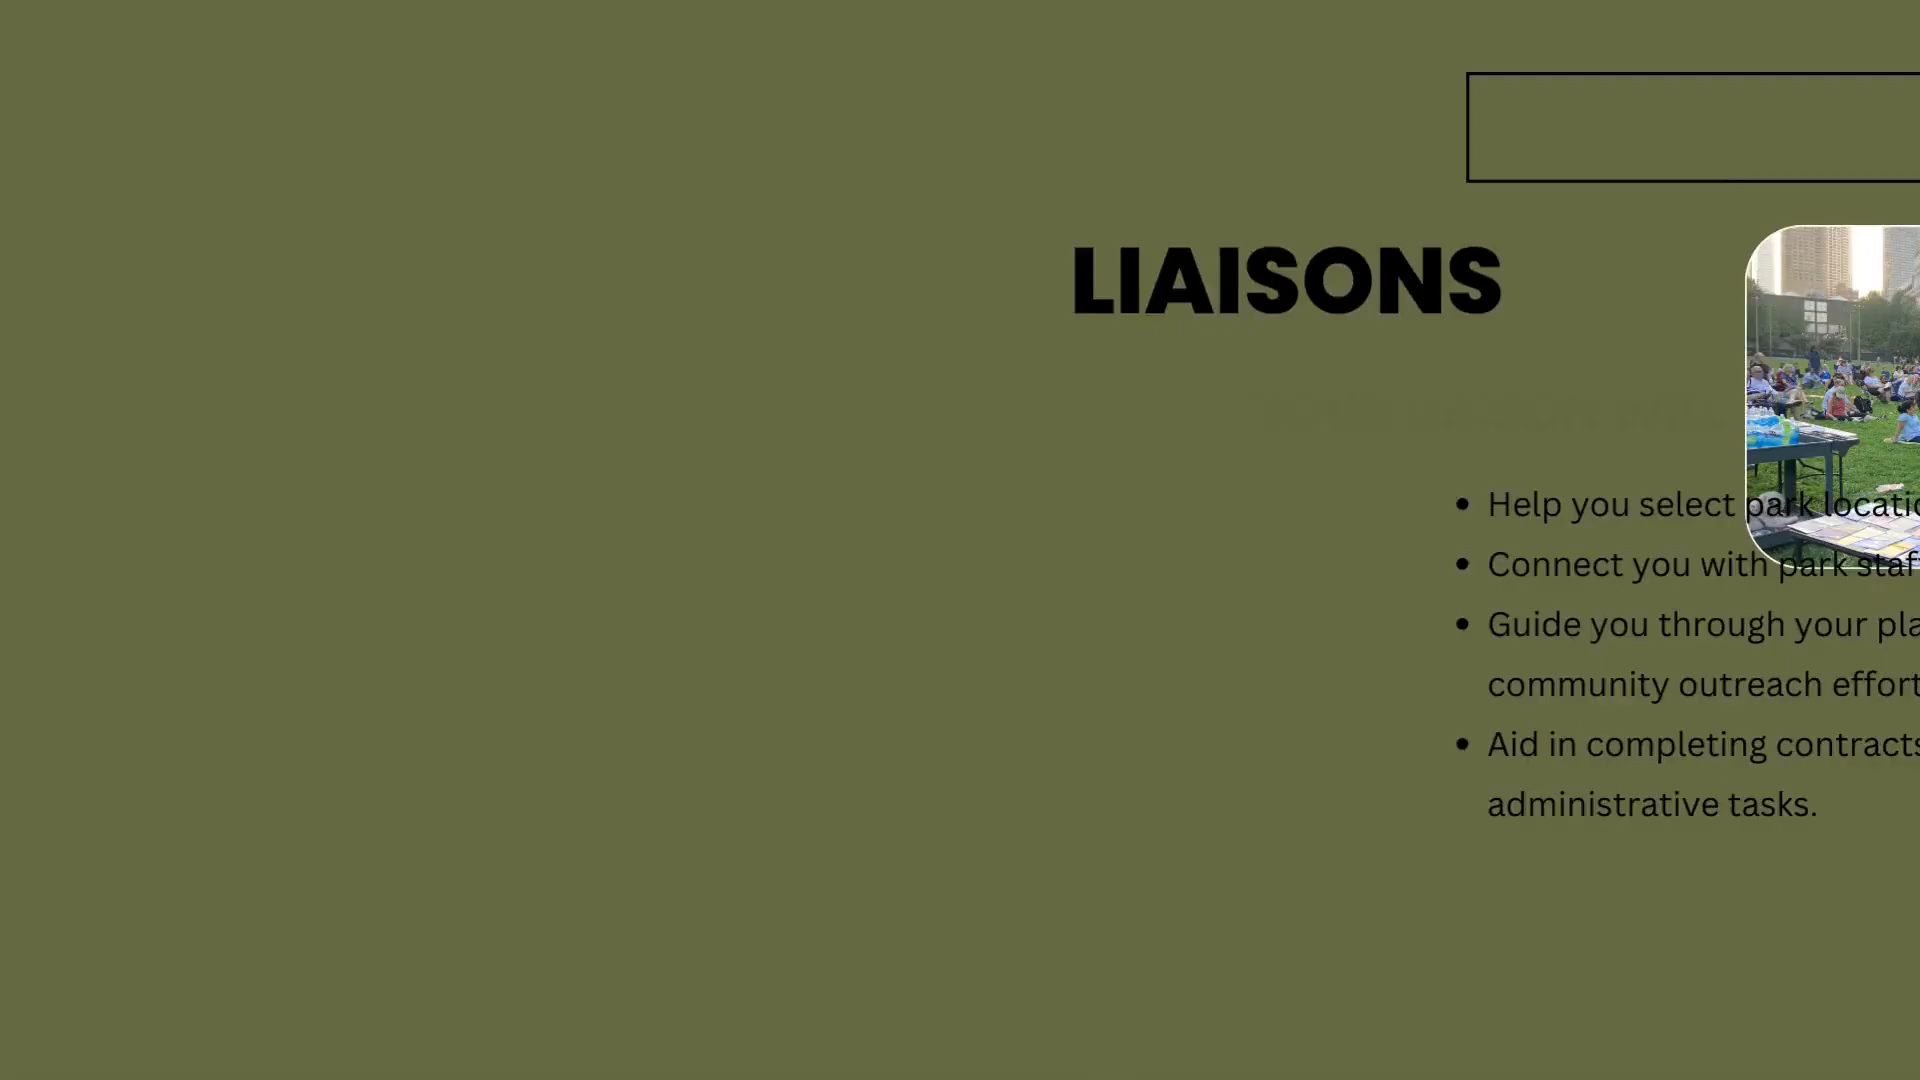 LIAISONS
• Help you select park locatio
• Connect you with park staf
• Guide you through your pla
community outreach effort
• Aid in completing contracts
administrative tasks.